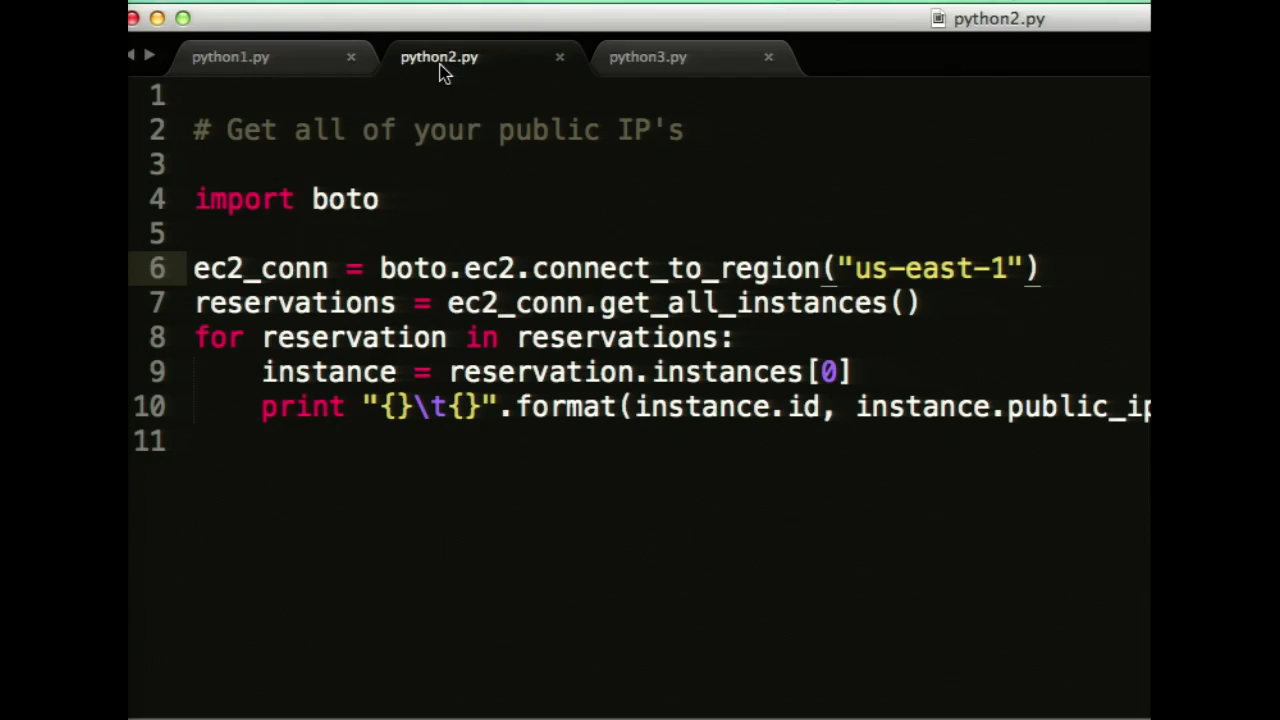 python2.py
python1.py × python2.py × python3.py ×
1
2 # Get all of your public IP's
3
4 import boto
5
6 ec2_conn = boto.ec2.connect_to_region("us-east-1")
7 reservations = ec2_conn.get_all_instances()
8 for reservation in reservations:
9 instance = reservation.instances[0]
10 print "{}\t{}".format(instance.id, instance.public_ip
11